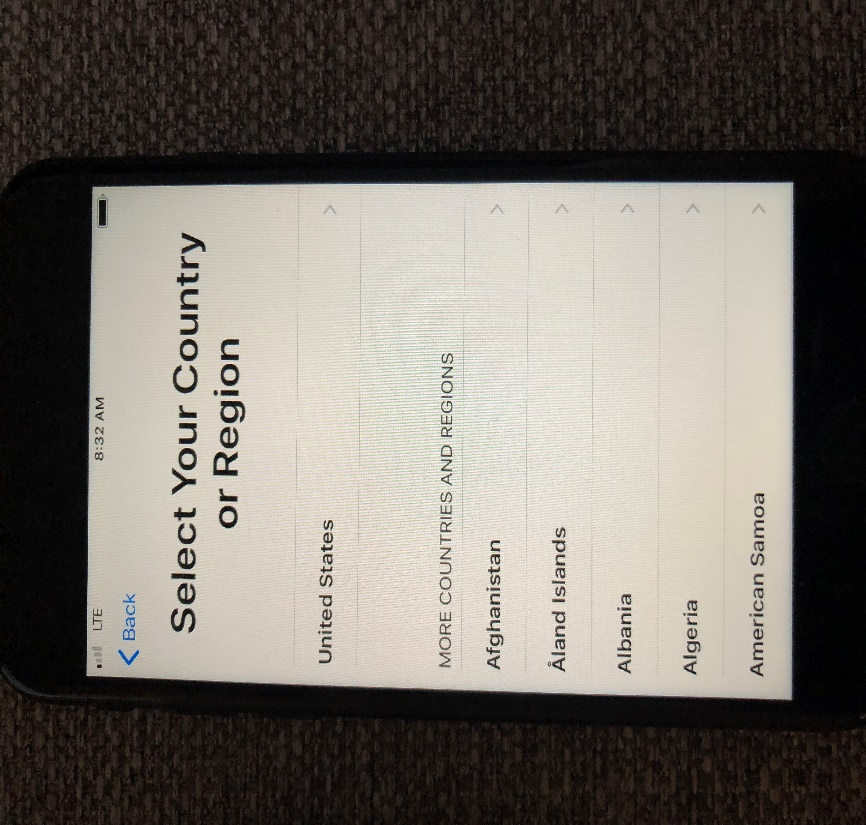 LTE 8:32 AM
Back
Select Your Country
or Region
United States
MORE COUNTRIES AND REGIONS
Afghanistan
Åland Islands
Albania
Algeria
American Samoa